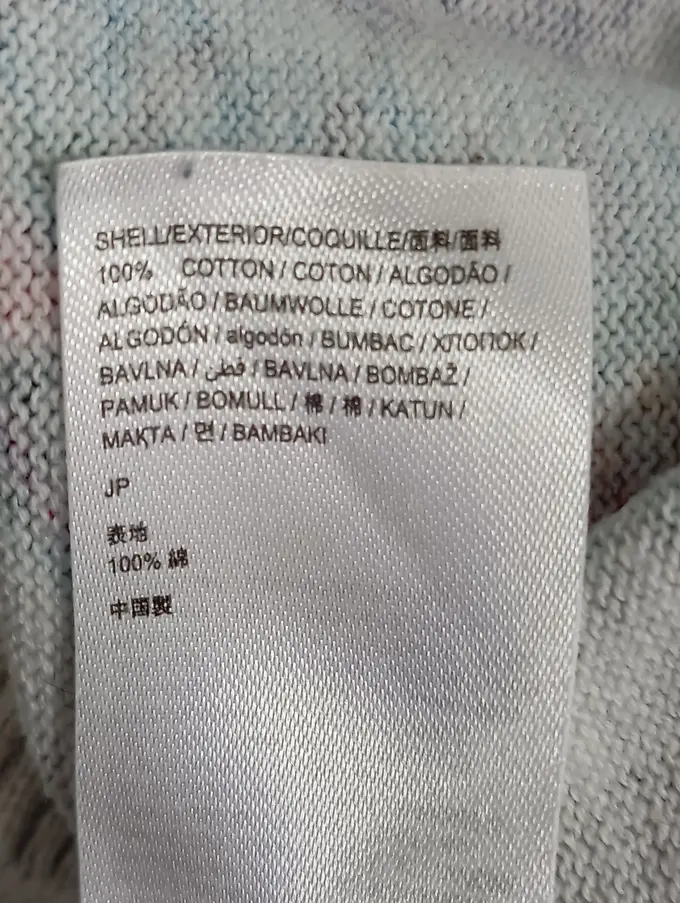 SHELL/EXTERIOR/COQUILLE/面料/面料
100% COTTON / COTON / ALGODÃO /
ALGODÃO / BAUMWOLLE / COTONE /
ALGODÓN / algodón / BUMBAC / ХЛОПОК /
BAVLNA / قطن / BAVLNA / BOMBAŽ /
PAMUK / BOMULL / 棉 / 棉 / KATUN /
MAKTA / 면 / BAMBAKI
JP
表地
100% 綿
中国製